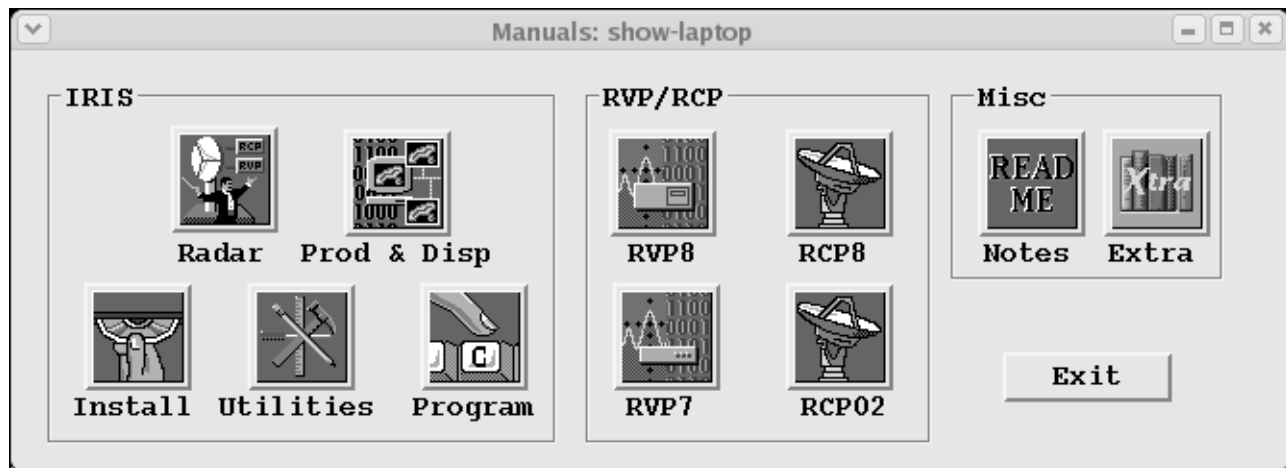 Manuals: show-laptop
IRIS
RVP/RCP
Misc
RCP
RVP
READ
ME
Xtra
Radar
Prod & Disp
RVP8
RCP8
Notes
Extra
C
Install
Utilities
Program
RVP7
RCP02
Exit